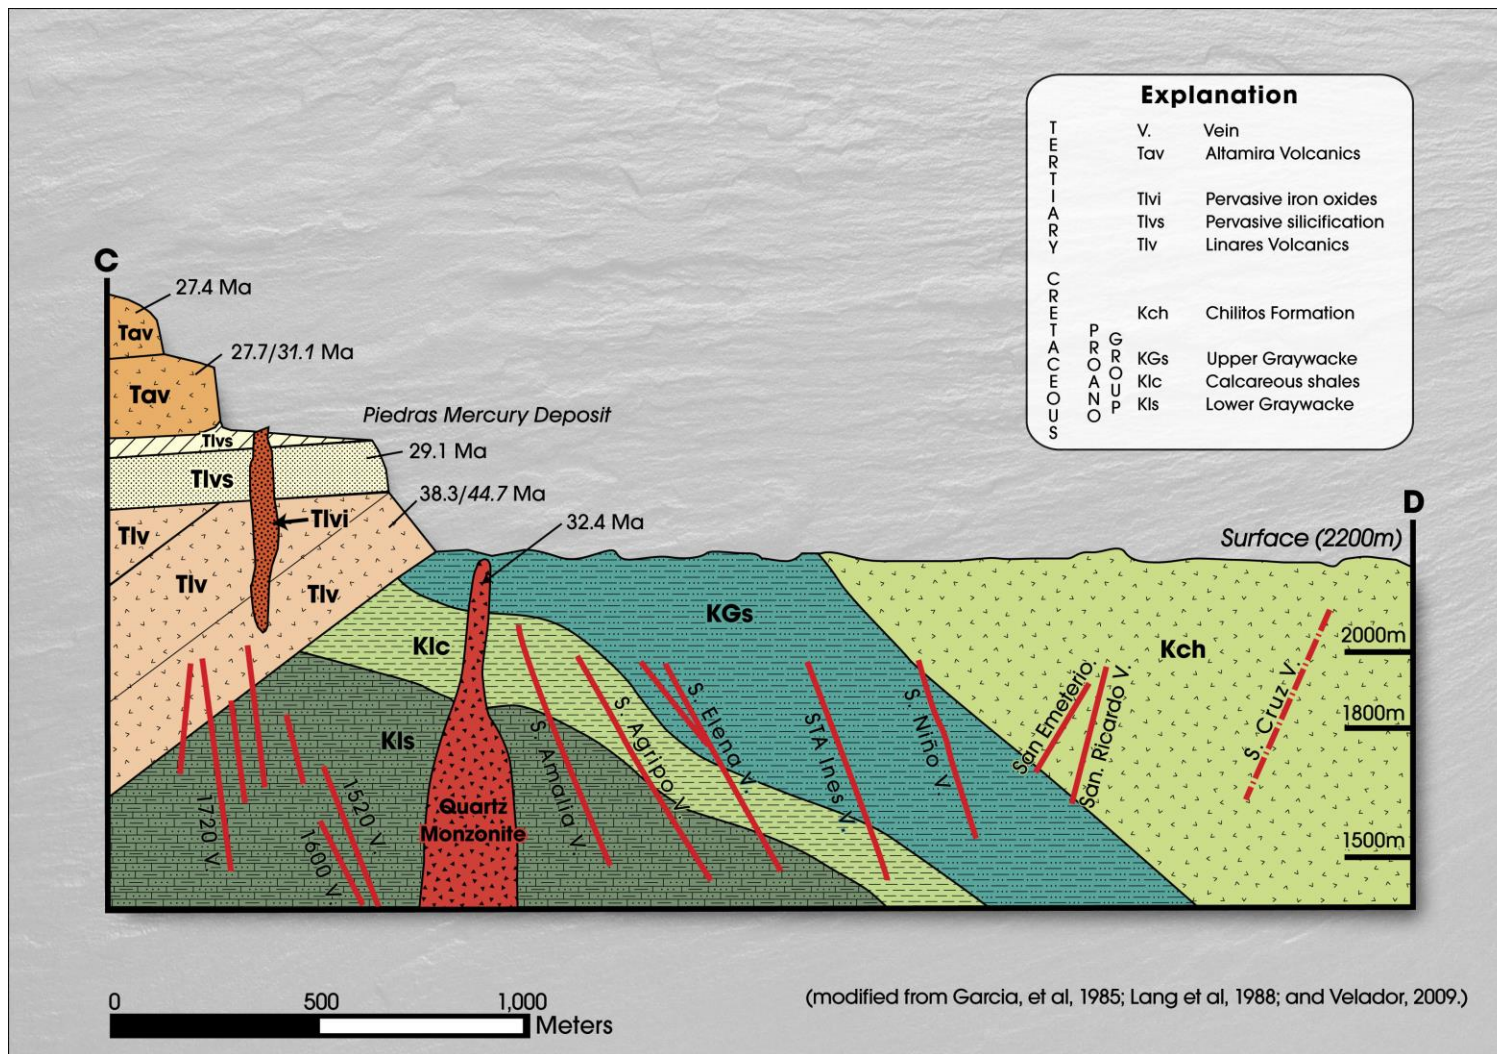 Explanation
TERTIARY
V. Vein
Tav Altamira Volcanics
Tlvi Pervasive iron oxides
Tlvs Pervasive silicification
Tlv Linares Volcanics
CRETACEOUS
PROANO GROUP
Kch Chilitos Formation
KGs Upper Graywacke
Klc Calcareous shales
Kls Lower Graywacke
C
27.4 Ma
Tav
27.7/31.1 Ma
Tav
Piedras Mercury Deposit
Tlvs
29.1 Ma
Tlvs
38.3/44.7 Ma
D
Tlvi
32.4 Ma
Tlv
Surface (2200m)
Tlv
Tlv
KGs
Klc
Kch
2000m
Kls
1800m
1500m
Quartz
Monzonite
1720 V.
1600 V.
1520 V.
S. Amalia V.
S. Agripo V.
S. Elena V.
STA Ines V.
S. Niño V.
San Emeterio.
San. Ricardo V.
S. Cruz V.
0 500 1,000
Meters
(modified from Garcia, et al, 1985; Lang et al, 1988; and Velador, 2009.)